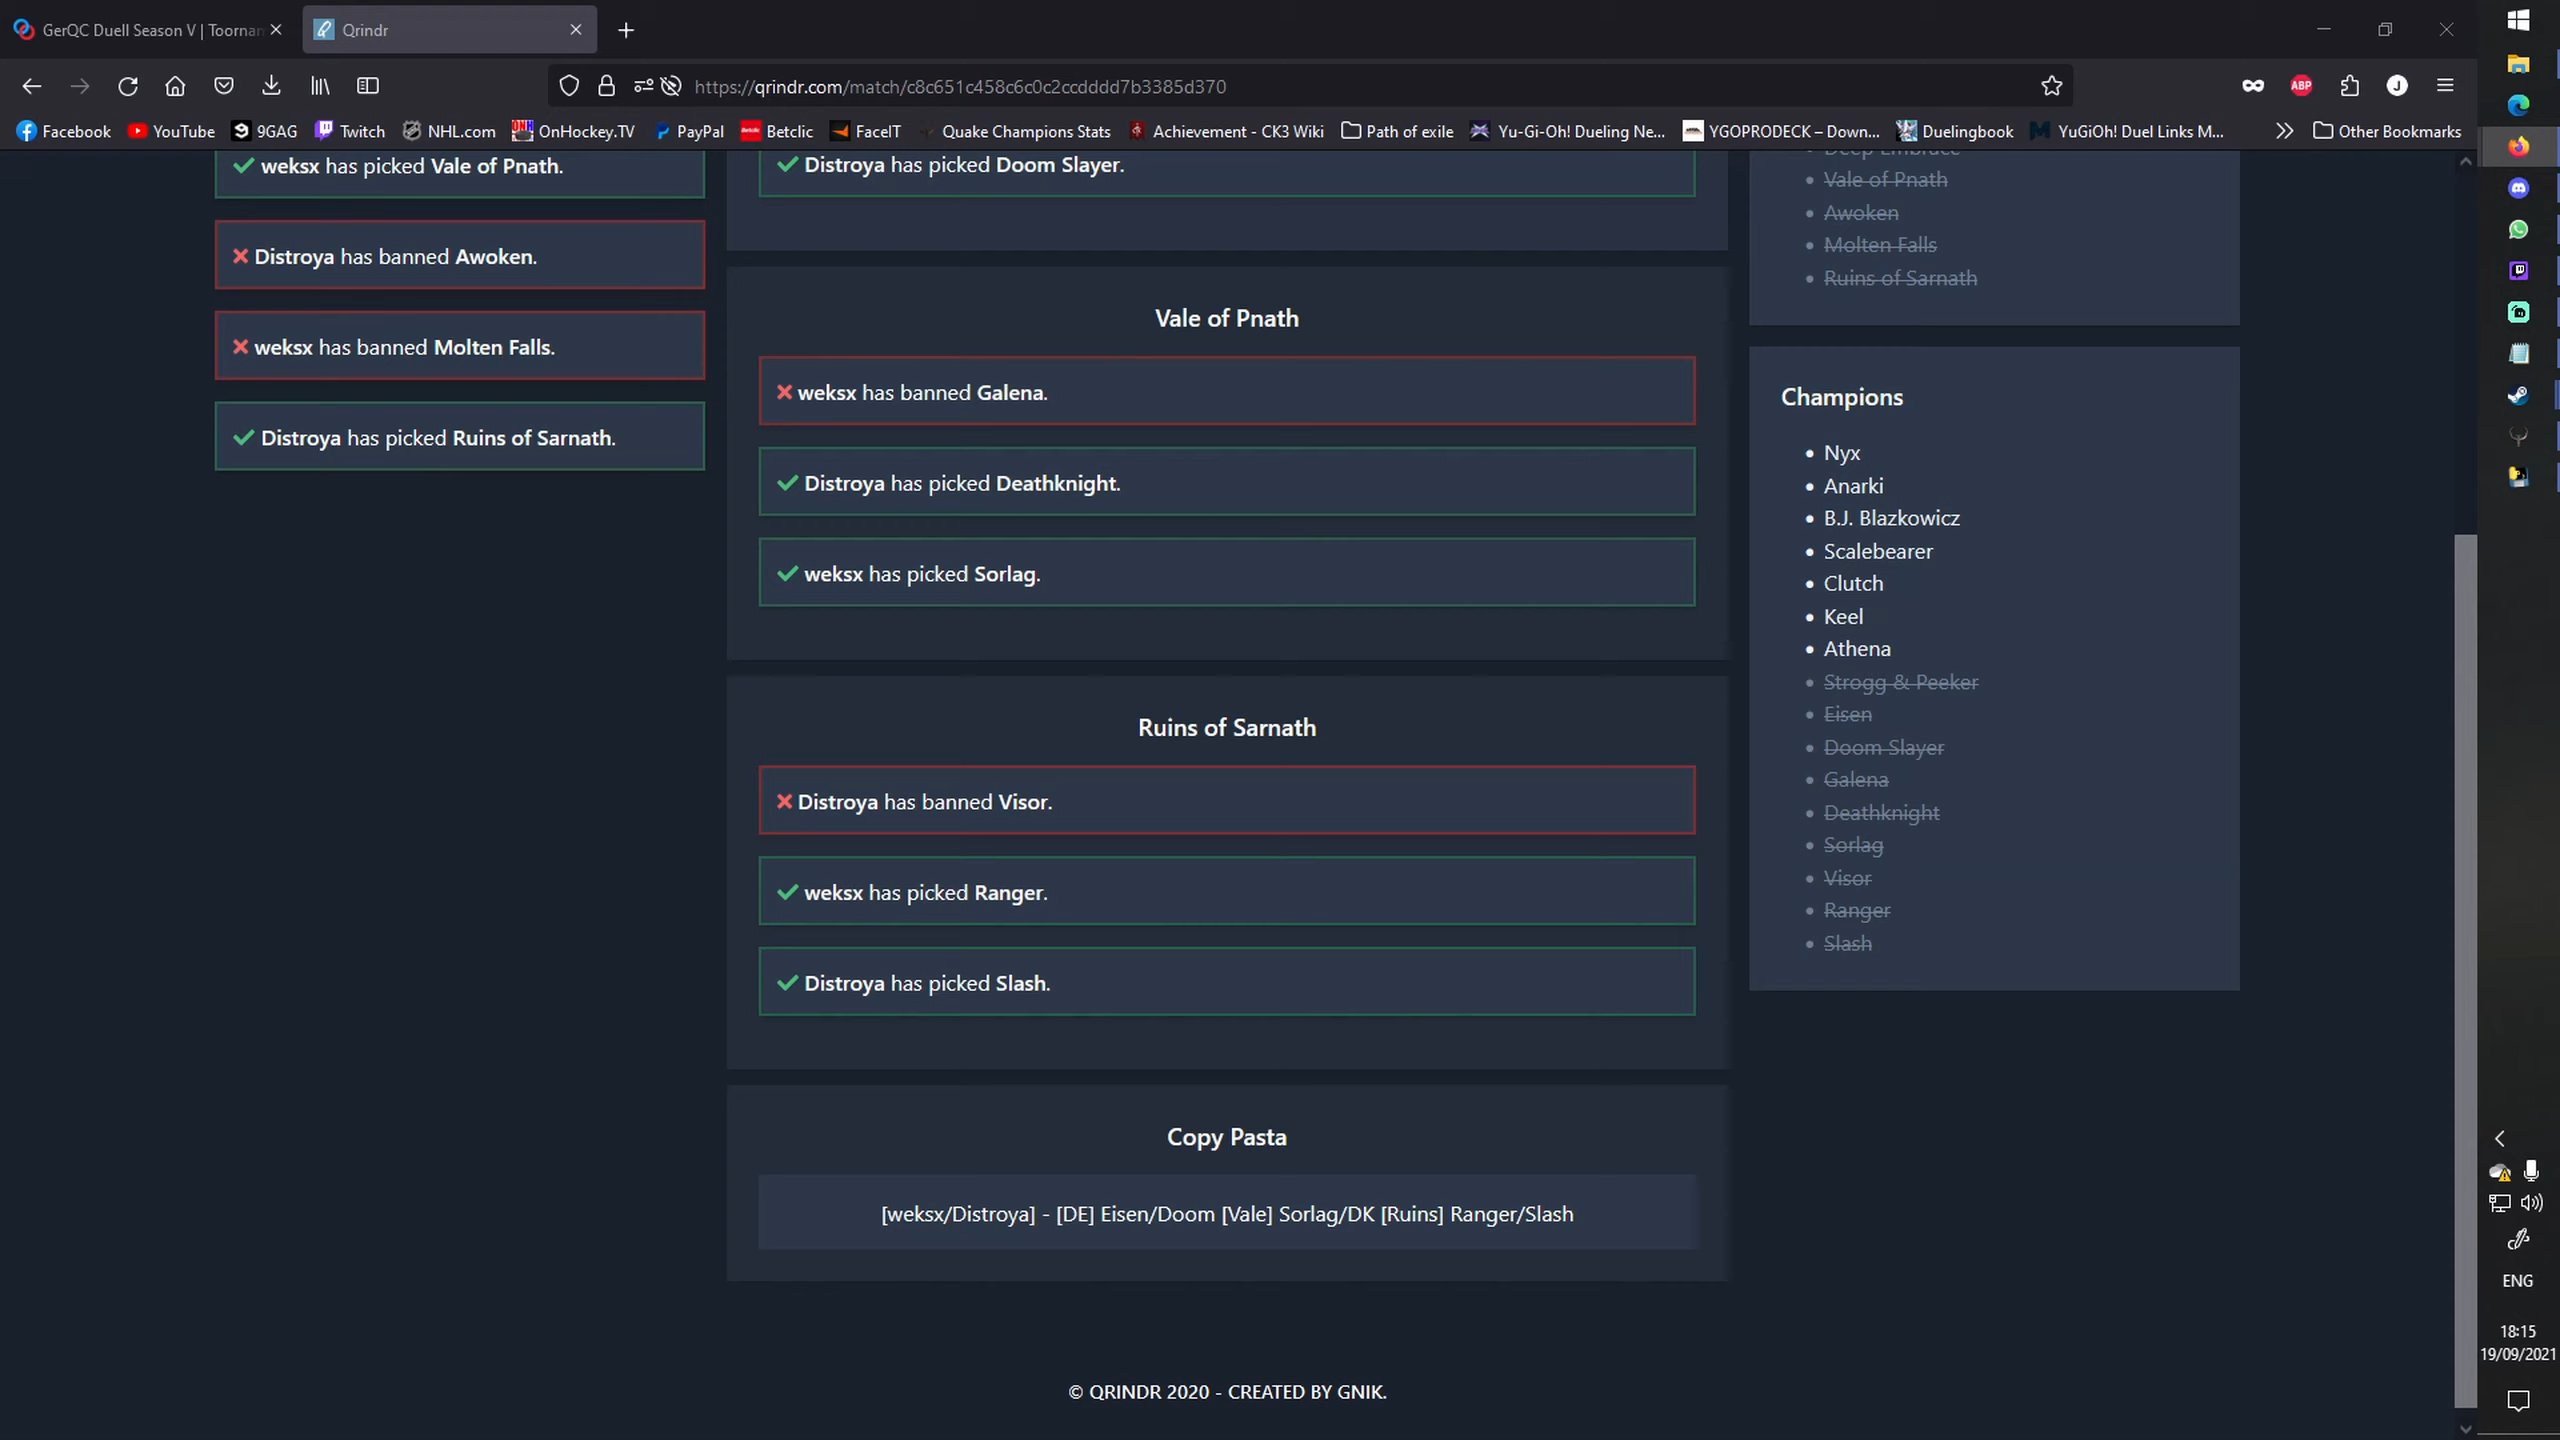 GerQC Duell Season V | Toornam
Qrindr
https://qrindr.com/match/c8c651c458c6c0c2ccdddd7b3385d370
ABP
J
Facebook
YouTube
9GAG
Twitch
NHL.com
OnHockey.TV
PayPal
Betclic
FaceIT
Quake Champions Stats
Achievement - CK3 Wiki
Path of exile
Yu-Gi-Oh! Dueling Ne...
YGOPRODECK – Down...
Duelingbook
YuGiOh! Duel Links M...
Other Bookmarks
weksx has picked Vale of Pnath.
Distroya has banned Awoken.
weksx has banned Molten Falls.
Distroya has picked Ruins of Sarnath.
Distroya has picked Doom Slayer.
Vale of Pnath
weksx has banned Galena.
Distroya has picked Deathknight.
weksx has picked Sorlag.
Ruins of Sarnath
Distroya has banned Visor.
weksx has picked Ranger.
Distroya has picked Slash.
Copy Pasta
[weksx/Distroya] - [DE] Eisen/Doom [Vale] Sorlag/DK [Ruins] Ranger/Slash
Deep Embrace
Vale of Pnath
Awoken
Molten Falls
Ruins of Sarnath
Champions
Nyx
Anarki
B.J. Blazkowicz
Scalebearer
Clutch
Keel
Athena
Strogg & Peeker
Eisen
Doom Slayer
Galena
Deathknight
Sorlag
Visor
Ranger
Slash
© QRINDR 2020 - CREATED BY GNIK.
ENG
18:15
19/09/2021